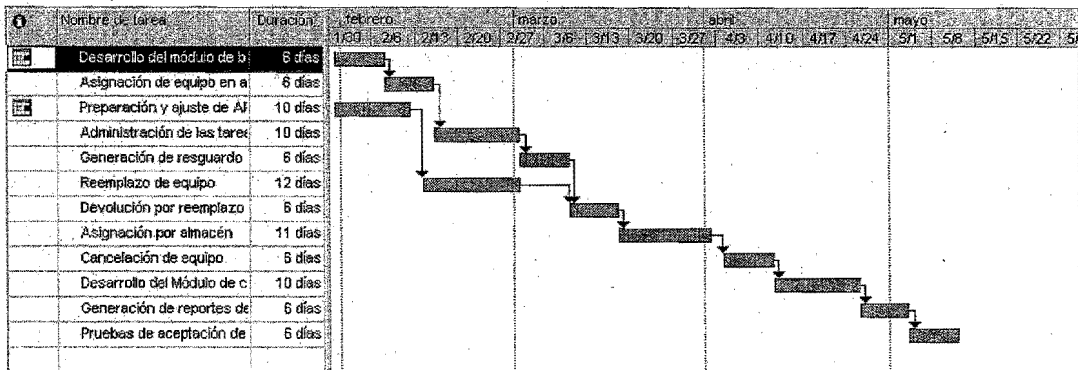 Nombre de tarea Duración febrero marzo abril mayo
2/6 2/13 2/20 2/27 3/6 3/13 3/20 3/27 4/3 4/10 4/17 4/24 5/1 5/8 5/15 5/22
Desarrollo del módulo de b 6 días
Asignación de equipo en a 6 días
Preparación y ajuste de 10 días
Administración de las tarea 10 días
Generación de resguardo 6 días
Reemplazo de equipo 12 días
Devolución por reemplazo 6 días
Asignación por almacén 11 días
Cancelación de equipo 6 días
Desarrollo del Módulo de c 10 días
Generación de reportes de 6 días
Pruebas de aceptación de 6 días